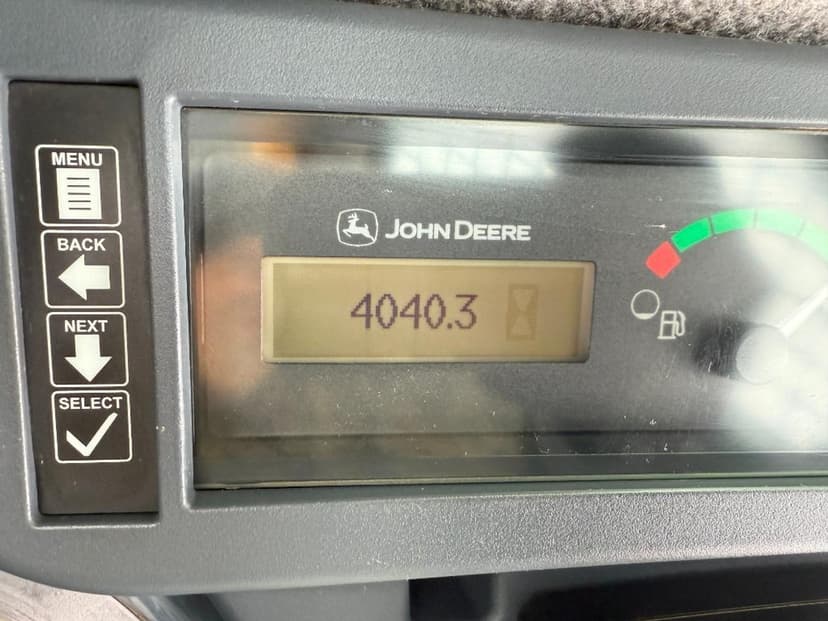 MENU
BACK
NEXT
SELECT
JOHN DEERE
4040.3